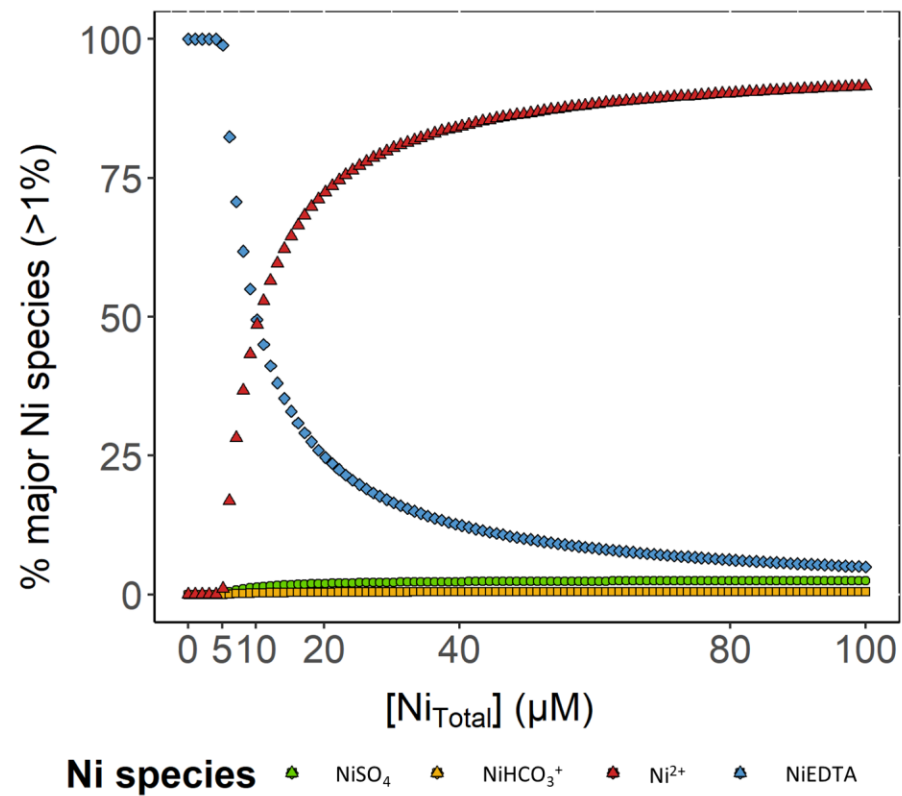 100
75
50
25
0
% major Ni species (>1%)
0 5 10 20 40 80 100
[NiTotal] (μM)
Ni species NiSO₄ NiHCO₃⁺ Ni²⁺ NiEDTA